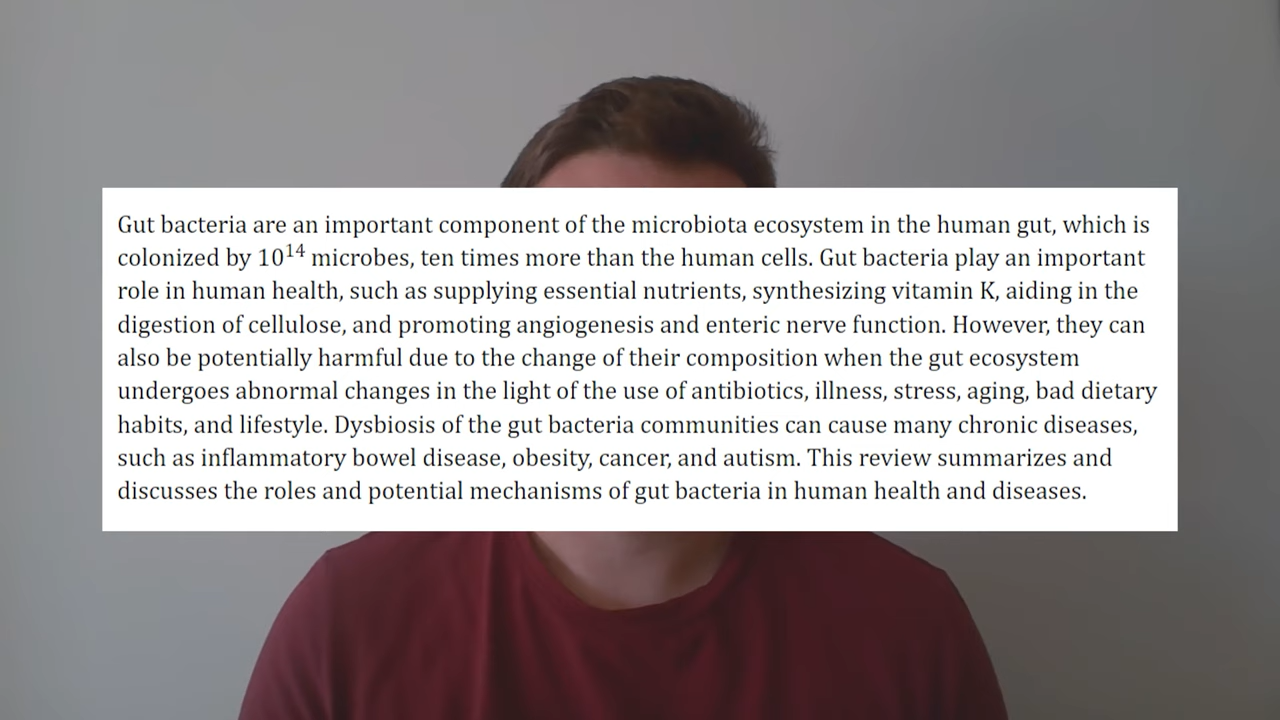 Gut bacteria are an important component of the microbiota ecosystem in the human gut, which is
colonized by 10¹⁴ microbes, ten times more than the human cells. Gut bacteria play an important
role in human health, such as supplying essential nutrients, synthesizing vitamin K, aiding in the
digestion of cellulose, and promoting angiogenesis and enteric nerve function. However, they can
also be potentially harmful due to the change of their composition when the gut ecosystem
undergoes abnormal changes in the light of the use of antibiotics, illness, stress, aging, bad dietary
habits, and lifestyle. Dysbiosis of the gut bacteria communities can cause many chronic diseases,
such as inflammatory bowel disease, obesity, cancer, and autism. This review summarizes and
discusses the roles and potential mechanisms of gut bacteria in human health and diseases.